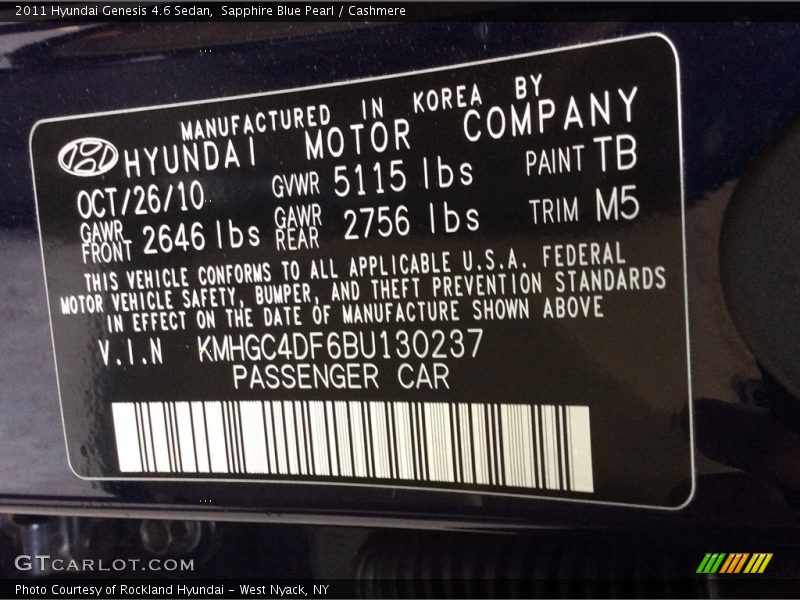 2011 Hyundai Genesis 4.6 Sedan,  Sapphire Blue Pearl / Cashmere
MANUFACTURED IN KOREA BY
HYUNDAI MOTOR COMPANY
OCT/26/10 GVWR 5115 lbs PAINT TB
GAWR FRONT 2646 lbs GAWR REAR 2756 lbs TRIM M5
THIS VEHICLE CONFORMS TO ALL APPLICABLE U.S.A. FEDERAL
MOTOR VEHICLE SAFETY, BUMPER, AND THEFT PREVENTION STANDARDS
IN EFFECT ON THE DATE OF MANUFACTURE SHOWN ABOVE
V.I.N KMHGC4DF6BU130237
PASSENGER CAR
GTCARLOT.COM
Photo Courtesy of Rockland Hyundai - West Nyack, NY